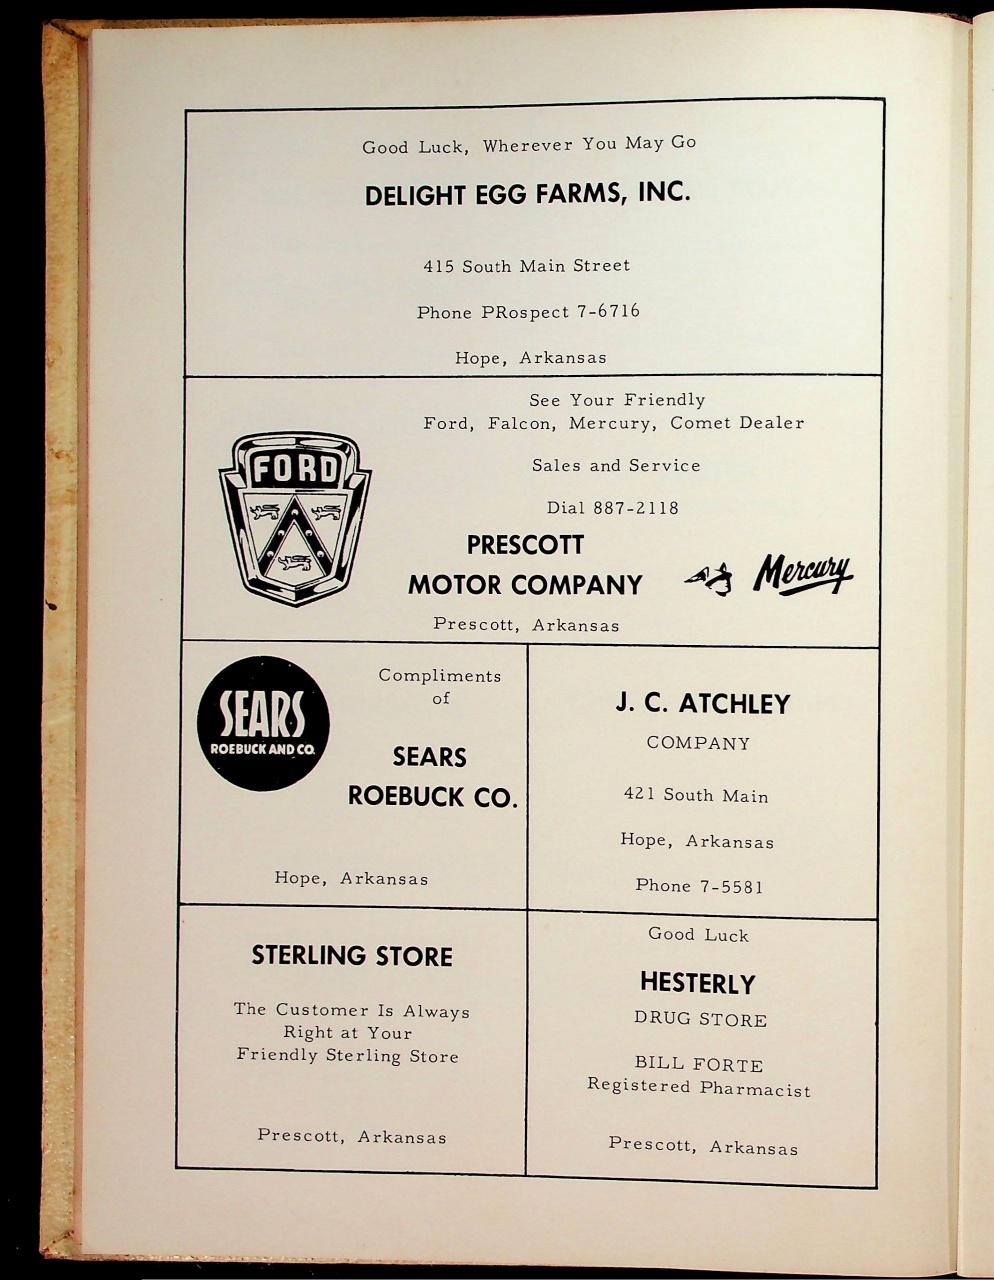 Good Luck, Wherever You May Go
DELIGHT EGG FARMS, INC.
415 South Main Street
Phone PRospect 7-6716
Hope, Arkansas
See Your Friendly
Ford, Falcon, Mercury, Comet Dealer
FORD
Sales and Service
Dial 887-2118
PRESCOTT
MOTOR COMPANY
Mercury
Prescott, Arkansas
SEARS
ROEBUCK AND CO.
Compliments
of
SEARS
ROEBUCK CO.
Hope, Arkansas
J. C. ATCHLEY
COMPANY
421 South Main
Hope, Arkansas
Phone 7-5581
STERLING STORE
The Customer Is Always
Right at Your
Friendly Sterling Store
Prescott, Arkansas
Good Luck
HESTERLY
DRUG STORE
BILL FORTE
Registered Pharmacist
Prescott, Arkansas